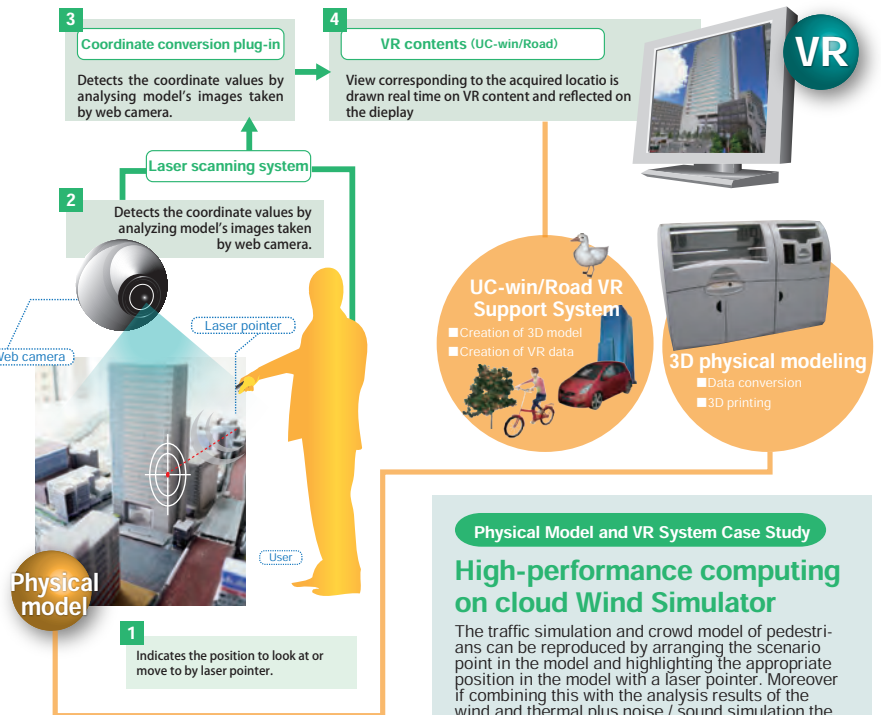 3
Coordinate conversion plug-in
Detects the coordinate values by
analysing model's images taken
by web camera.
4
VR contents (UC-win/Road)
View corresponding to the acquired locatio is
drawn real time on VR content and reflected on
the dieplay
VR
Laser scanning system
2
Detects the coordinate values by
analyzing model's images taken
by web camera.
Web camera
Laser pointer
User
Physical
model
1
Indicates the position to look at or
move to by laser pointer.
UC-win/Road VR
Support System
■Creation of 3D model
■Creation of VR data
3D physical modeling
■Data conversion
■3D printing
Physical Model and VR System Case Study
High-performance computing
on cloud Wind Simulator
The traffic simulation and crowd model of pedestri-
ans can be reproduced by arranging the scenario
point in the model and highlighting the appropriate
position in the model with a laser pointer. Moreover
if combining this with the analysis results of the
wind and thermal plus noise / sound simulation the